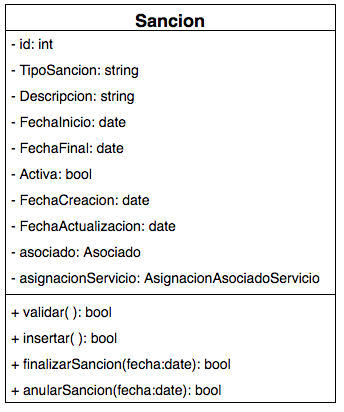 Sancion
- id: int
- TipoSancion: string
- Descripcion: string
- FechaInicio: date
- FechaFinal: date
- Activa: bool
- FechaCreacion: date
- FechaActualizacion: date
- asociado: Asociado
- asignacionServicio: AsignacionAsociadoServicio
+ validar( ): bool
+ insertar( ): bool
+ finalizarSancion(fecha:date): bool
+ anularSancion(fecha:date): bool